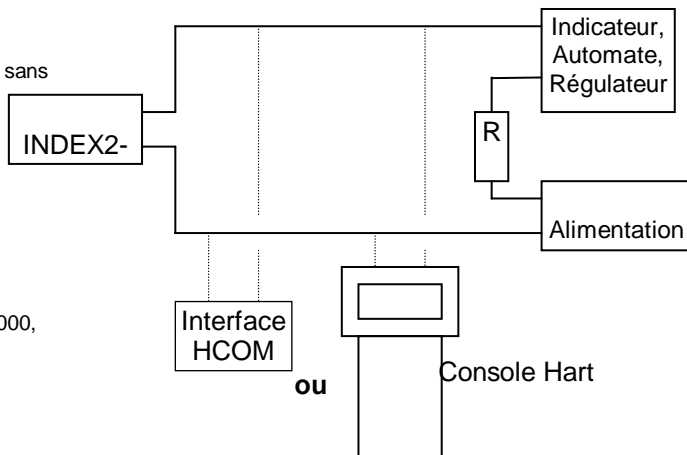 Indicateur,
Automate,
Régulateur
sans
INDEX2-
R
Alimentation
000,
Interface
HCOM
ou
Console Hart